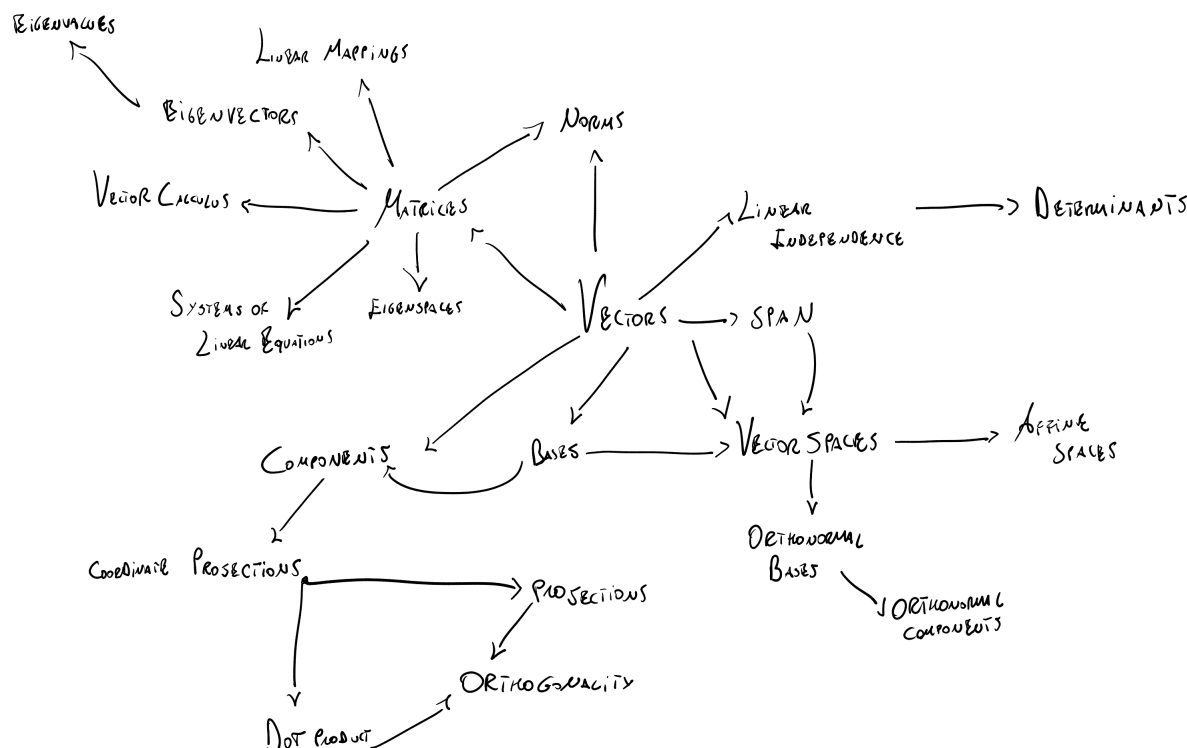 EIGENVALUES
LINEAR MAPPINGS
EIGENVECTORS
NORMS
VECTOR CALCULUS
MATRICES
LINEAR
INDEPENDENCE
DETERMINANTS
SYSTEMS OF
LINEAR EQUATIONS
EIGENSPACES
VECTORS
SPAN
COMPONENTS
BASES
VECTOR SPACES
AFFINE
SPACES
ORTHONORMAL
BASES
COORDINATE PROJECTIONS
PROJECTIONS
ORTHONORMAL
COMPONENTS
ORTHOGONALITY
DOT PRODUCT